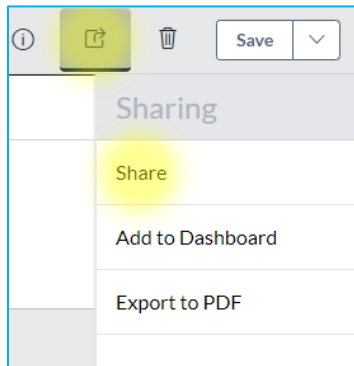 Save
Sharing
Share
Add to Dashboard
Export to PDF